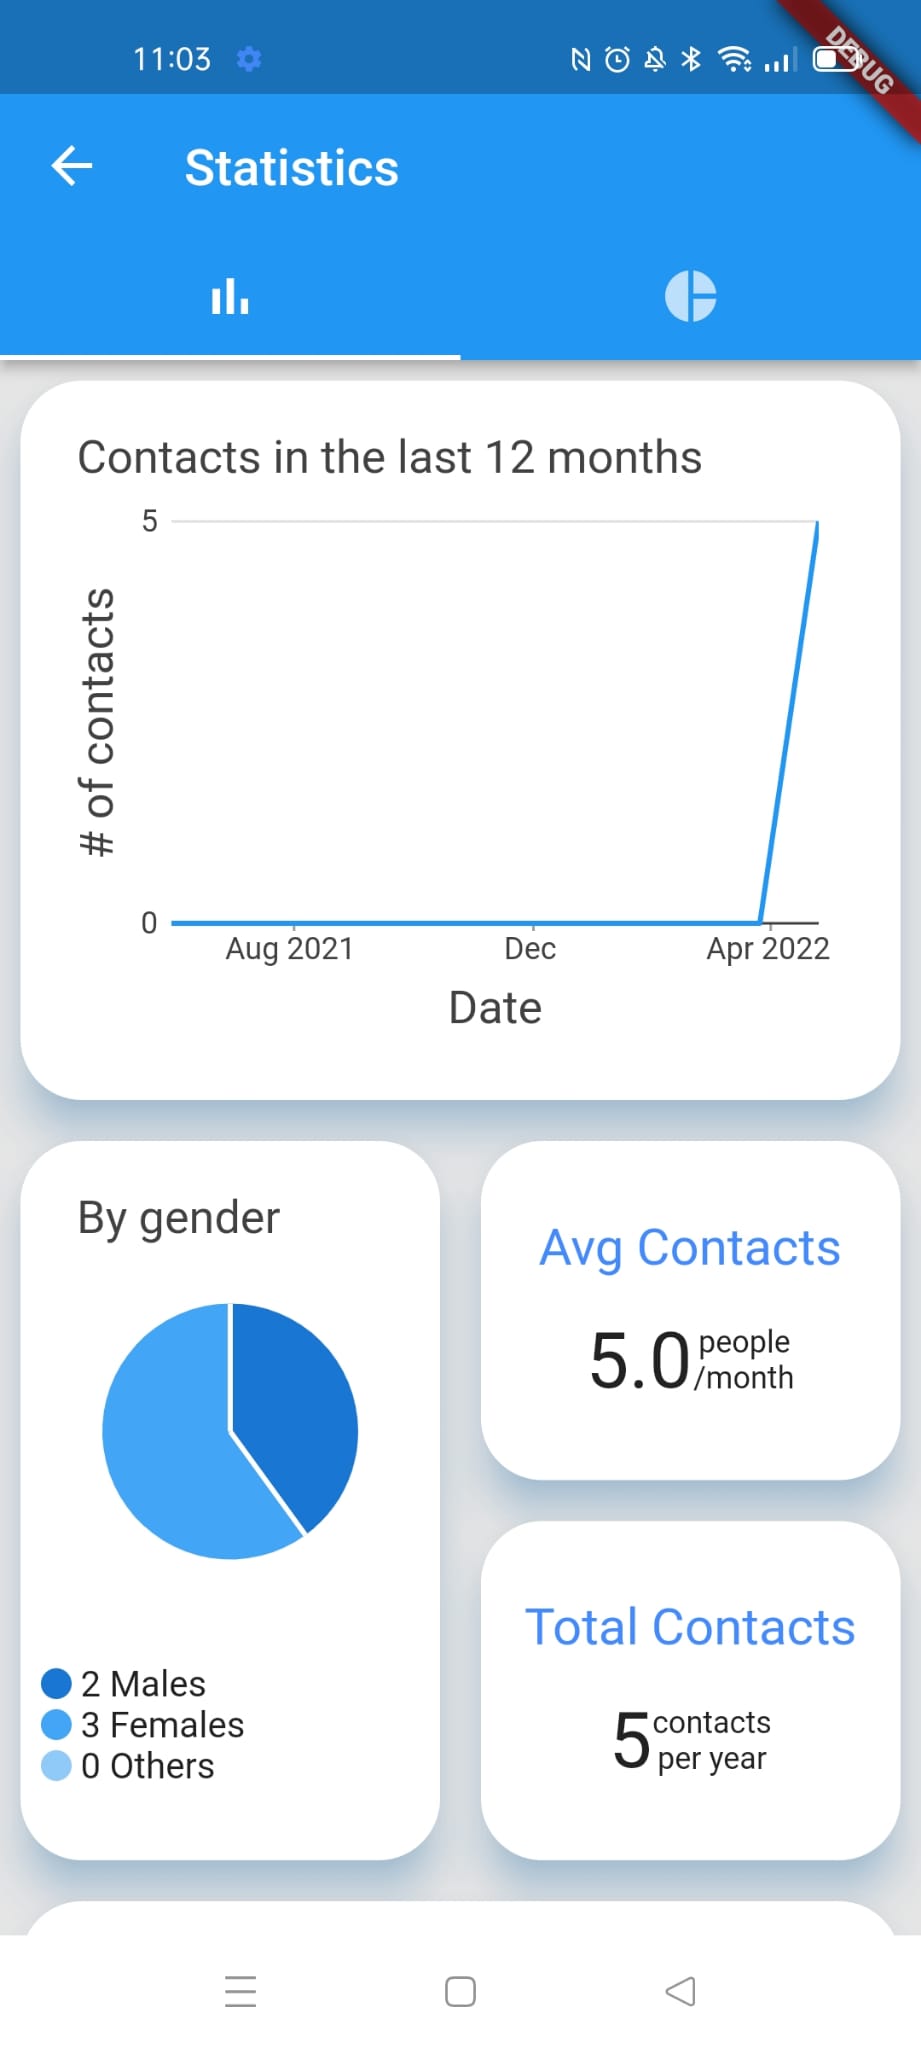 11:03
DEBUG
Statistics
Contacts in the last 12 months
5
# of contacts
0
Aug 2021 Dec Apr 2022
Date
By gender
2 Males
3 Females
0 Others
Avg Contacts
5.0 people
/month
Total Contacts
5 contacts
per year